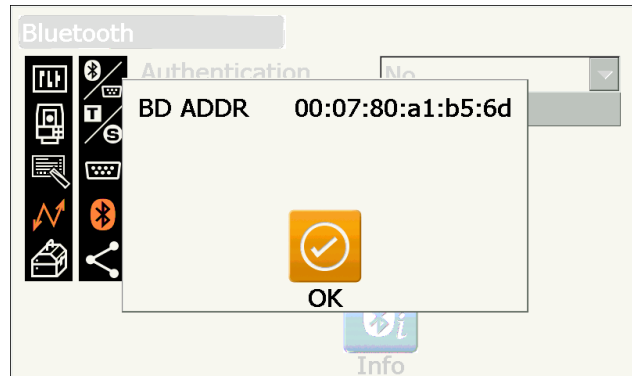 Bluetooth
Authentication No
BD ADDR 00:07:80:a1:b5:6d
T
S
OK
Info